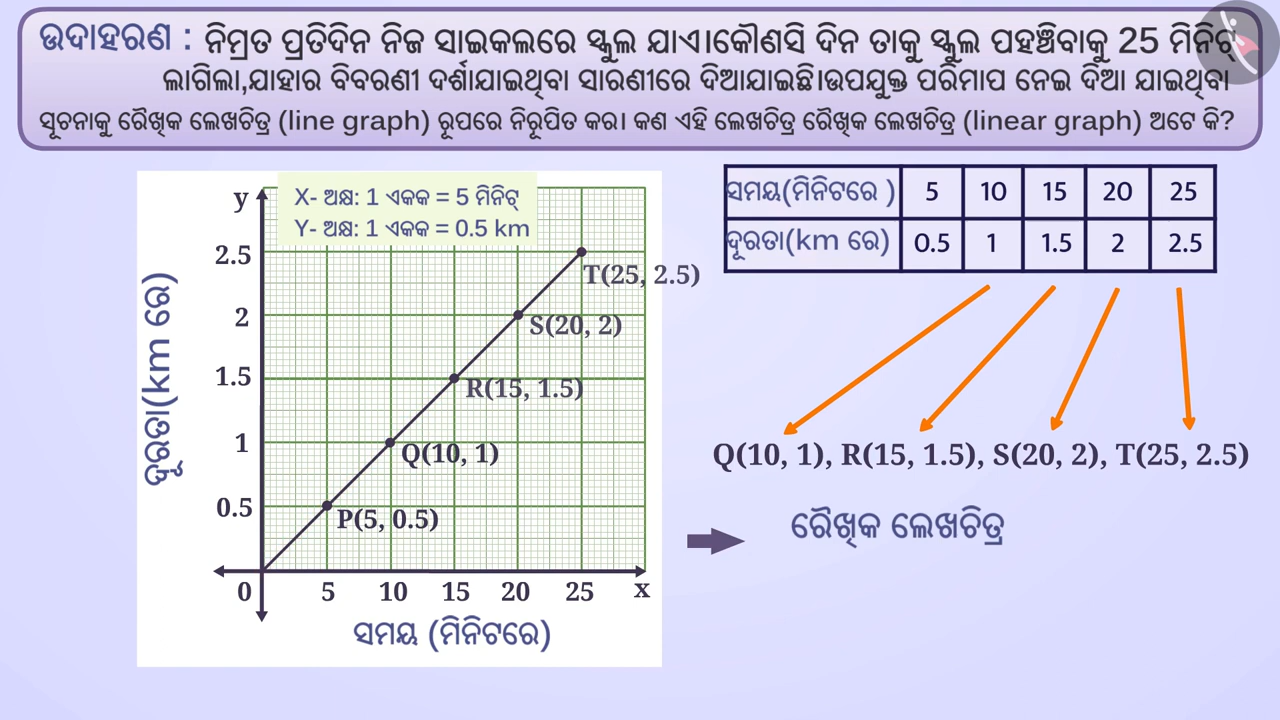 ଉଦାହରଣ : ନିମ୍ରତ ପ୍ରତିଦିନ ନିଜ ସାଇକଲରେ ସ୍କୁଲ ଯାଏ।କୌଣସି ଦିନ ତାକୁ ସ୍କୁଲ ପହଞ୍ଚିବାକୁ 25 ମିନିଟ୍
ଲାଗିଲା,ଯାହାର ବିବରଣୀ ଦର୍ଶାଯାଇଥିବା ସାରଣୀରେ ଦିଆଯାଇଛି।ଉପଯୁକ୍ତ ପରିମାପ ନେଇ ଦିଆ ଯାଇଥିବା
ସୂଚନାକୁ ରୈଖିକ ଲେଖଚିତ୍ର (line graph) ରୂପରେ ନିରୂପିତ କର। କଣ ଏହି ଲେଖଚିତ୍ର ରୈଖିକ ଲେଖଚିତ୍ର (linear graph) ଅଟେ କି?
X- ଅକ୍ଷ: 1 ଏକକ = 5 ମିନିଟ୍
Y- ଅକ୍ଷ: 1 ଏକକ = 0.5 km
y
2.5
2
1.5
1
0.5
0 5 10 15 20 25 x
ଦୂରତା(km ରେ)
ସମୟ (ମିନିଟରେ)
T(25, 2.5)
S(20, 2)
R(15, 1.5)
Q(10, 1)
P(5, 0.5)
ସମୟ(ମିନିଟରେ ) 5 10 15 20 25
ଦୂରତା(km ରେ) 0.5 1 1.5 2 2.5
Q(10, 1), R(15, 1.5), S(20, 2), T(25, 2.5)
ରୈଖିକ ଲେଖଚିତ୍ର